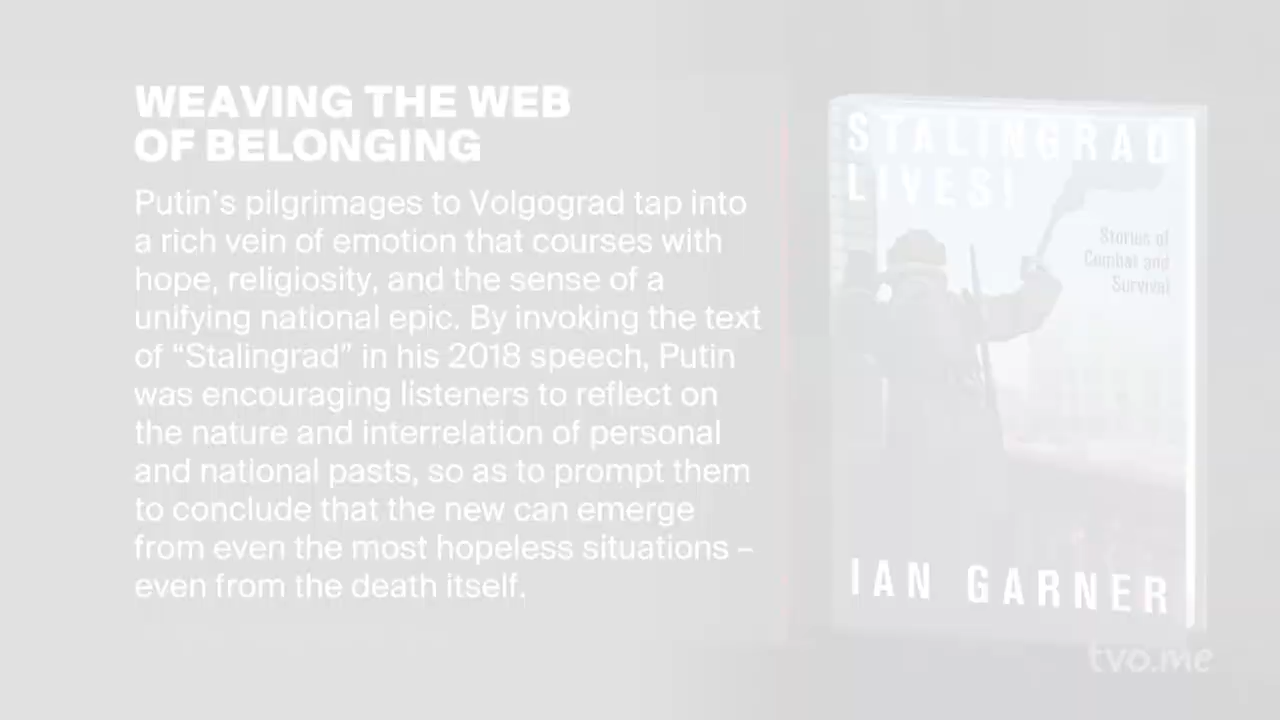 WEAVING THE WEB
OF BELONGING
Putin's pilgrimages to Volgograd tap into
a rich vein of emotion that courses with
hope, religiosity, and the sense of a
unifying national epic. By invoking the text
of “Stalingrad” in his 2018 speech, Putin
was encouraging listeners to reflect on
the nature and interrelation of personal
and national pasts, so as to prompt them
to conclude that the new can emerge
from even the most hopeless situations –
even from the death itself.
STALINGRAD
LIVES!
Stories of
Combat and
Survival
IAN GARNER
tvo.me